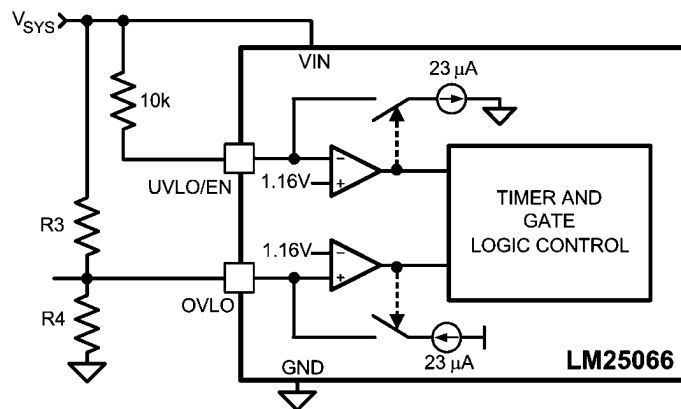 VSYS
VIN
23 µA
10k
UVLO/EN
1.16V
−
+
TIMER AND
GATE
LOGIC CONTROL
R3
1.16V
−
+
OVLO
R4
23 µA
GND
LM25066